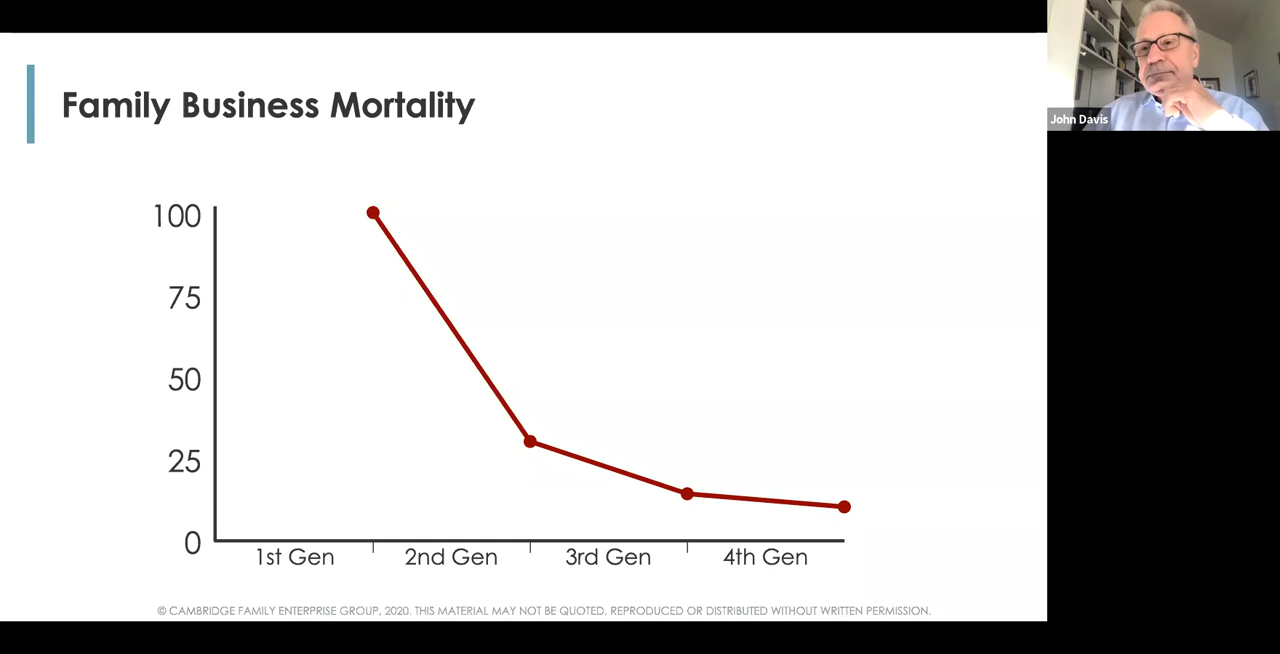 Family Business Mortality
John Davis
100
75
50
25
0
1st Gen
2nd Gen
3rd Gen
4th Gen
© CAMBRIDGE FAMILY ENTERPRISE GROUP, 2020. THIS MATERIAL MAY NOT BE QUOTED, REPRODUCED OR DISTRIBUTED WITHOUT WRITTEN PERMISSION.